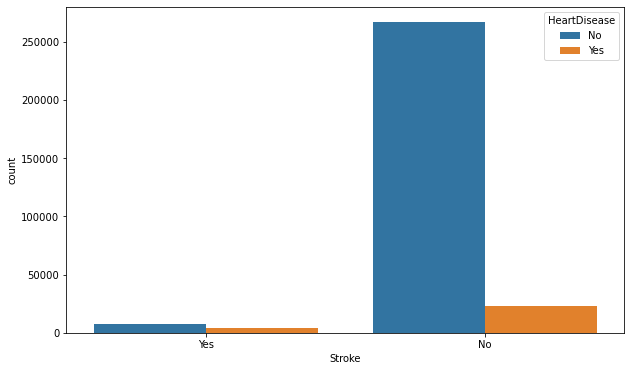 HeartDisease
No
Yes
250000
200000
150000
100000
50000
0
count
Yes
No
Stroke